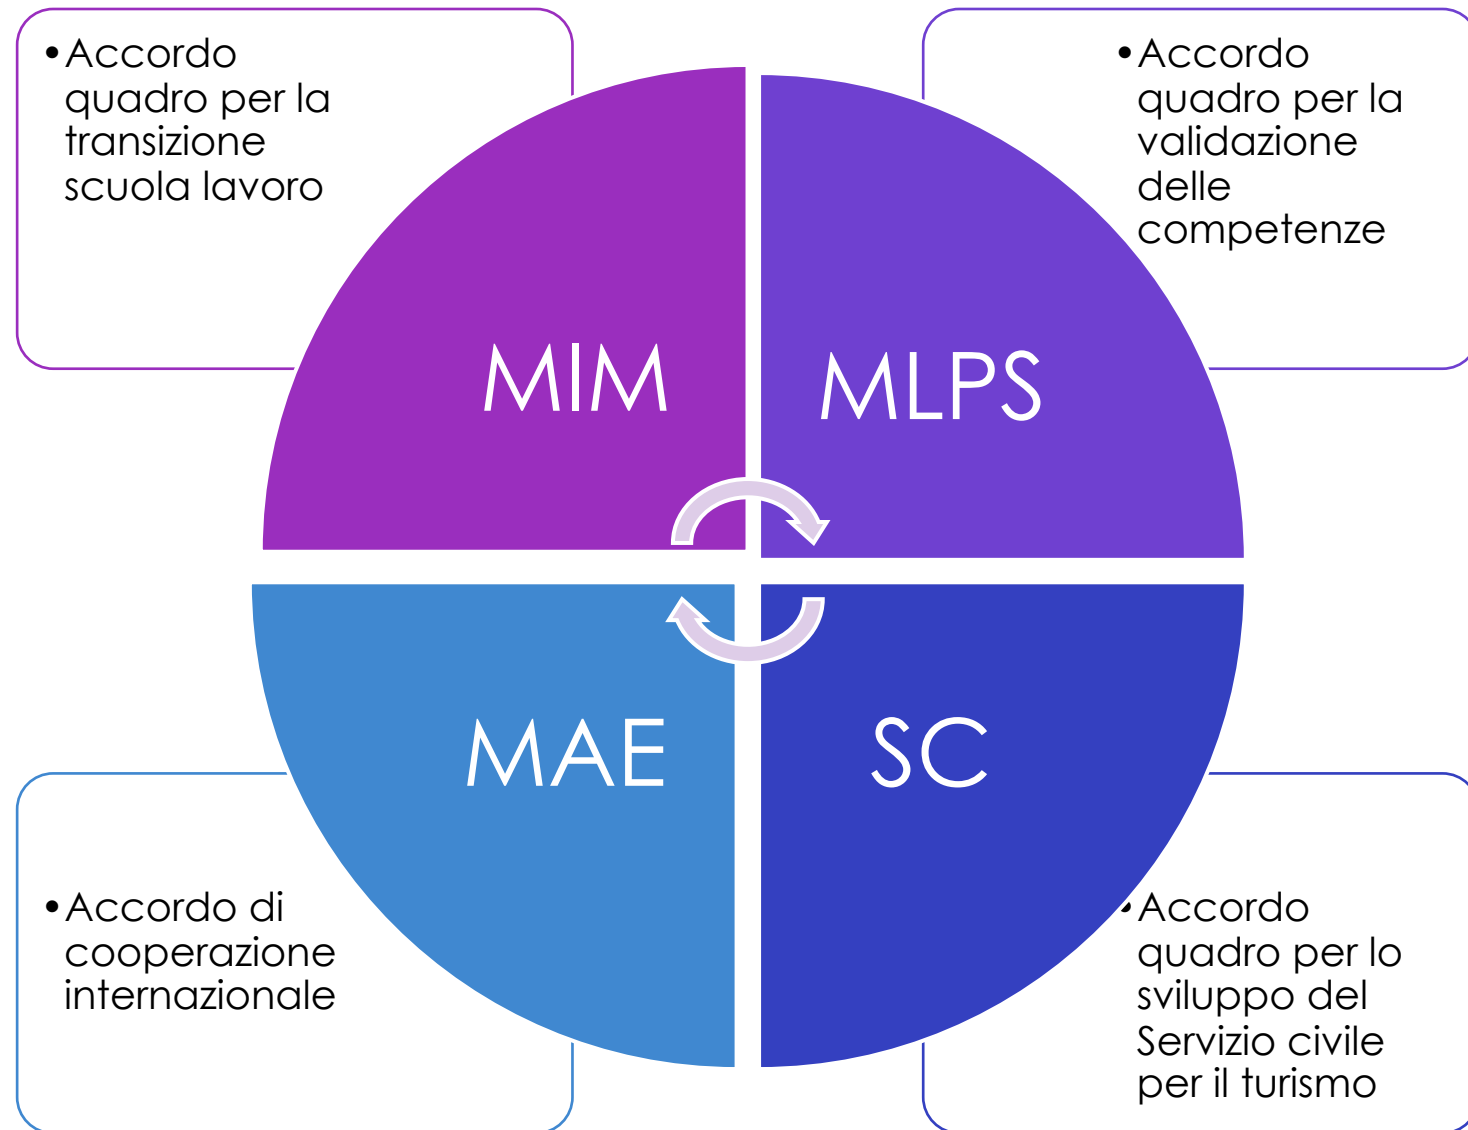 •Accordo
quadro per la
transizione
scuola lavoro
•Accordo
quadro per la
validazione
delle
competenze
MIM
MLPS
MAE
SC
•Accordo di
cooperazione
internazionale
•Accordo
quadro per lo
sviluppo del
Servizio civile
per il turismo